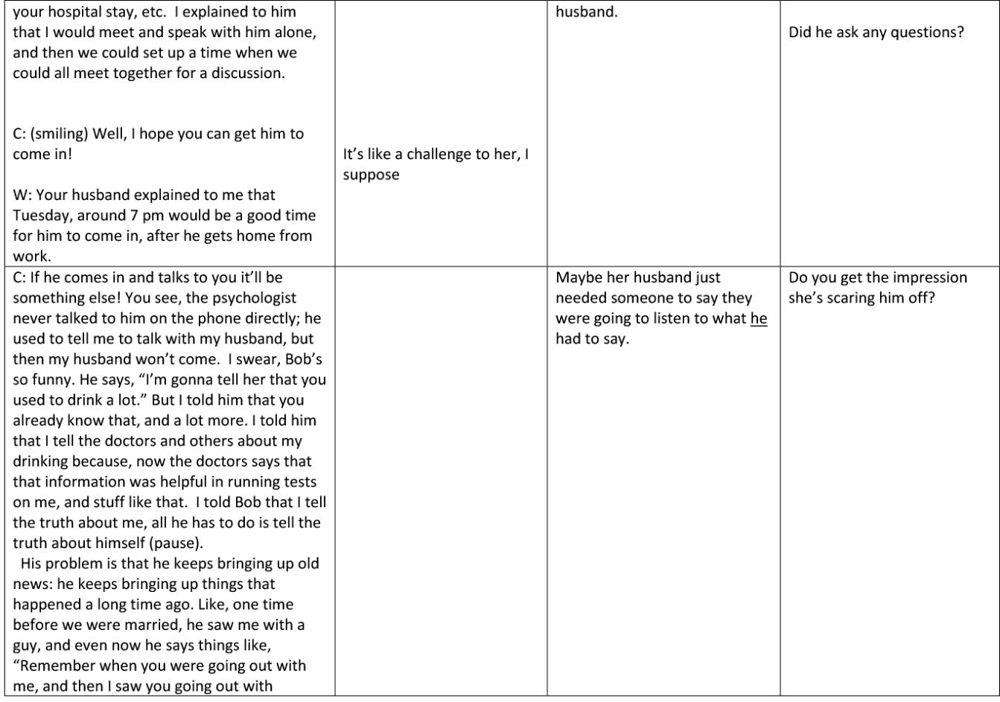 your hospital stay, etc.  I explained to him
that I would meet and speak with him alone,
and then we could set up a time when we
could all meet together for a discussion.
C: (smiling) Well, I hope you can get him to
come in!
W: Your husband explained to me that
Tuesday, around 7 pm would be a good time
for him to come in, after he gets home from
work.
It's like a challenge to her, I
suppose
husband.
Did he ask any questions?
C: If he comes in and talks to you it'll be
something else! You see, the psychologist
never talked to him on the phone directly; he
used to tell me to talk with my husband, but
then my husband won't come.  I swear, Bob's
so funny. He says, "I'm gonna tell her that you
used to drink a lot." But I told him that you
already know that, and a lot more. I told him
that I tell the doctors and others about my
drinking because, now the doctors says that
that information was helpful in running tests
on me, and stuff like that.  I told Bob that I tell
the truth about me, all he has to do is tell the
truth about himself (pause).
His problem is that he keeps bringing up old
news: he keeps bringing up things that
happened a long time ago. Like, one time
before we were married, he saw me with a
guy, and even now he says things like,
"Remember when you were going out with
me, and then I saw you going out with
Maybe her husband just
needed someone to say they
were going to listen to what he
had to say.
Do you get the impression
she's scaring him off?